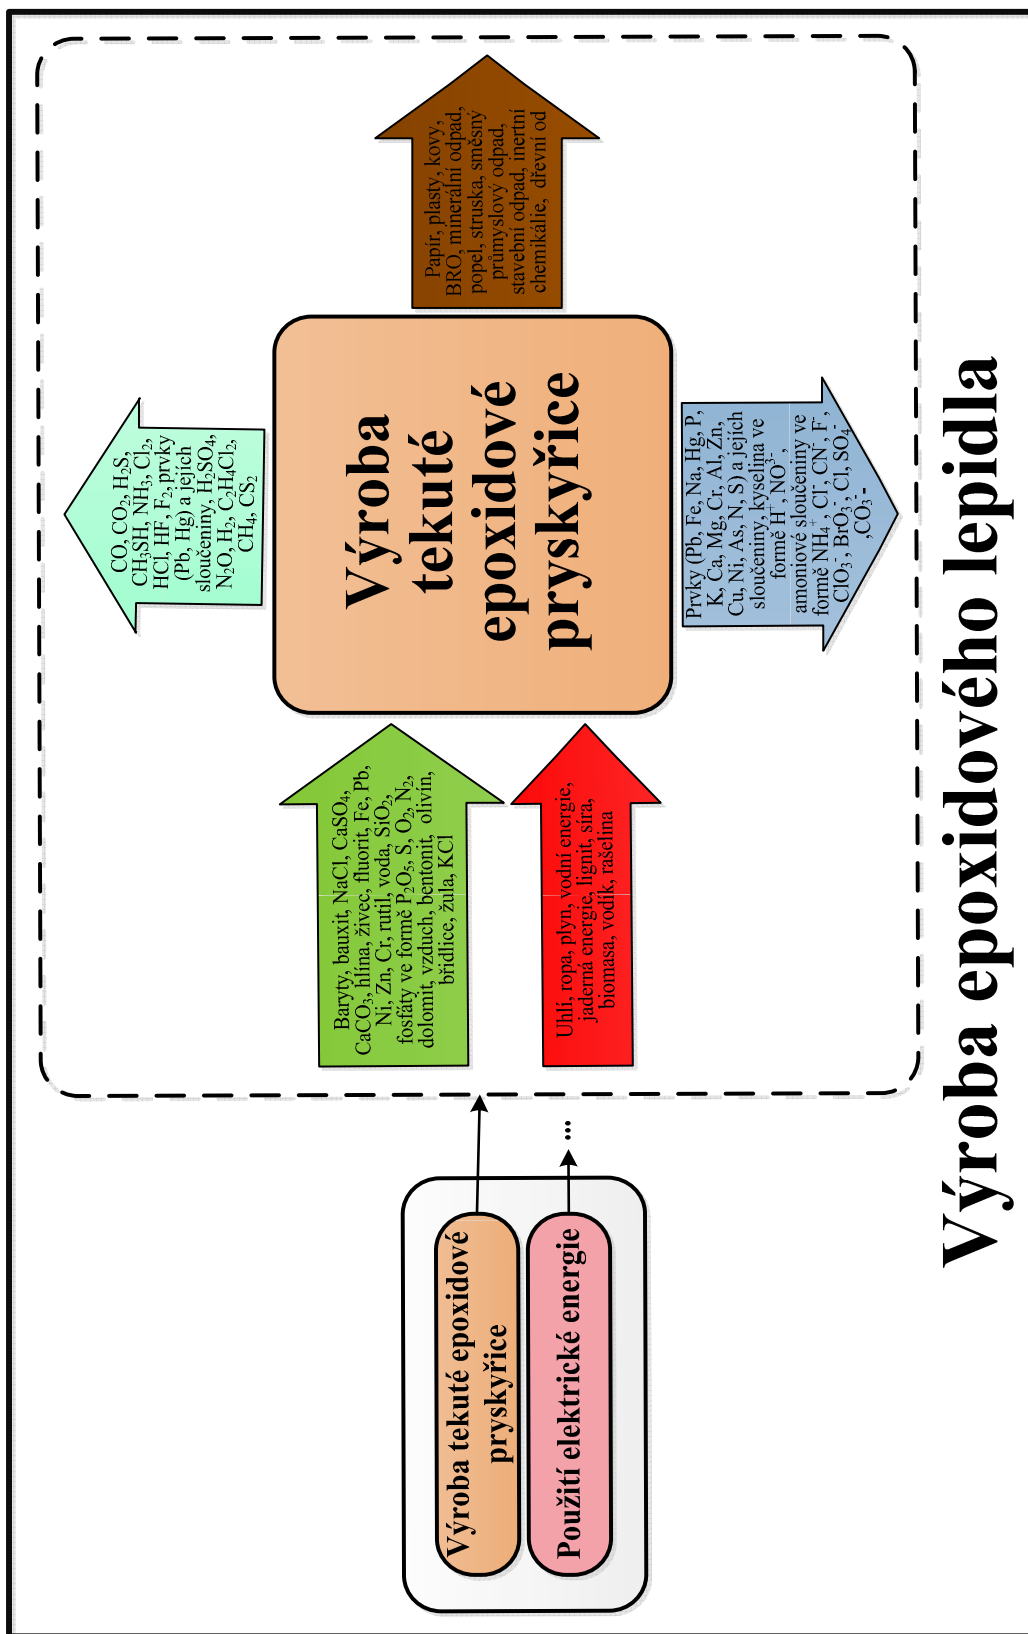 Výroba epoxidového lepidla
Výroba tekuté epoxidové
pryskyřice
Použití elektrické energie
...
Baryty, bauxit, NaCl, CaSO₄,
CaCO₃, hlína, živec, fluorit, Fe, Pb,
Ni, Zn, Cr, rutil, voda, SiO₂,
fosfáty ve formě P₂O₅, S, O₂, N₂,
dolomit, vzduch, bentonit, olivín,
břidlice, žula, KCl
Uhlí, ropa, plyn, vodní energie,
jaderná energie, lignit, síra,
biomasa, vodík, rašelina
Výroba
tekuté
epoxidové
pryskyřice
CO, CO₂, H₂S,
CH₃SH, NH₃, Cl₂,
HCl, HF, F₂, prvky
(Pb, Hg) a jejích
sloučeniny, H₂SO₄,
N₂O, H₂, C₂H₄Cl₂,
CH₄, CS₂
Prvky (Pb, Fe, Na, Hg, P,
K, Ca, Mg, Cr, Al, Zn,
Cu, Ni, As, N, S) a jejích
sloučeniny, kyselina ve
formě H⁺, NO³⁻
amoniové sloučeniny ve
formě NH₄⁺, Cl⁻, CN⁻, F⁻,
ClO₃⁻, BrO₃⁻, Cl, SO₄⁻
,CO₃⁻
Papír, plasty, kovy,
BRO, minerální odpad,
popel, struska, směsný
průmyslový odpad,
stavební odpad, inertní
chemikálie, dřevní od